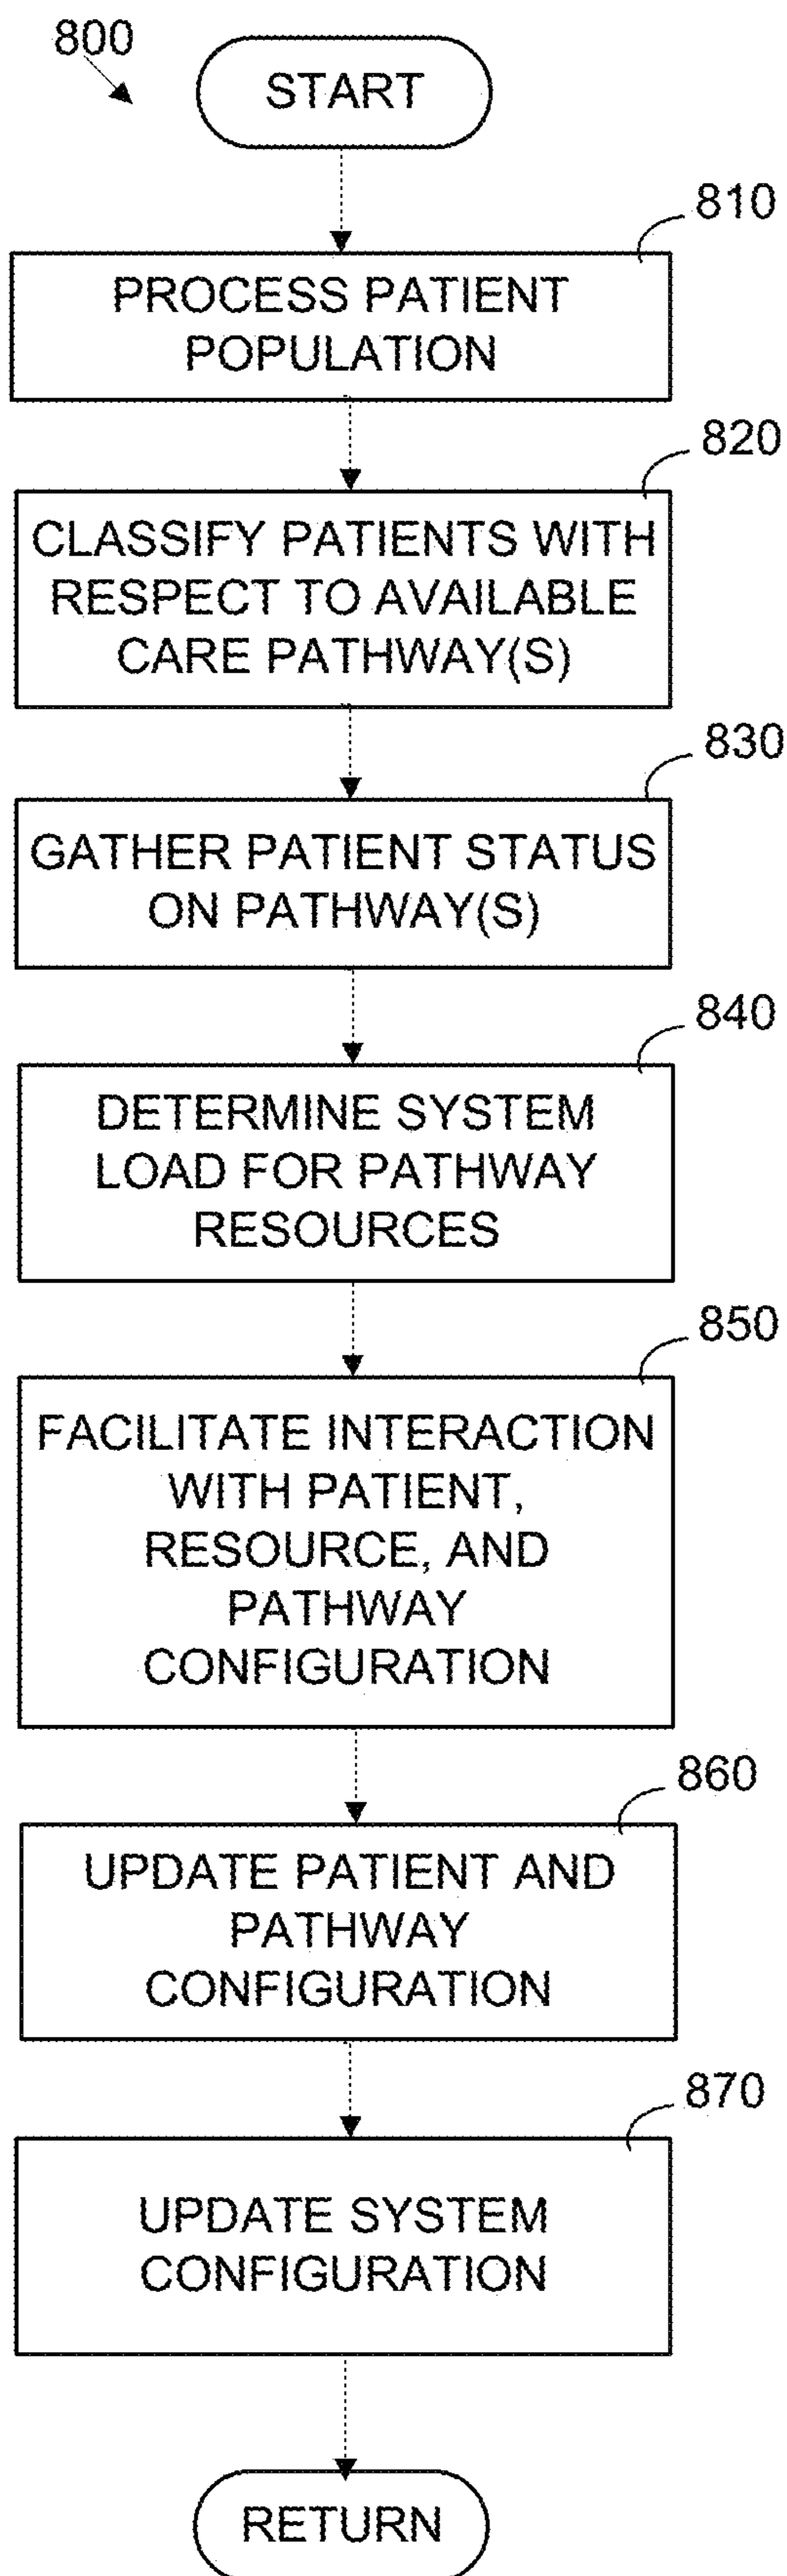 800
START
810
PROCESS PATIENT
POPULATION
820
CLASSIFY PATIENTS WITH
RESPECT TO AVAILABLE
CARE PATHWAY(S)
830
GATHER PATIENT STATUS
ON PATHWAY(S)
840
DETERMINE SYSTEM
LOAD FOR PATHWAY
RESOURCES
850
FACILITATE INTERACTION
WITH PATIENT,
RESOURCE, AND
PATHWAY
CONFIGURATION
860
UPDATE PATIENT AND
PATHWAY
CONFIGURATION
870
UPDATE SYSTEM
CONFIGURATION
RETURN